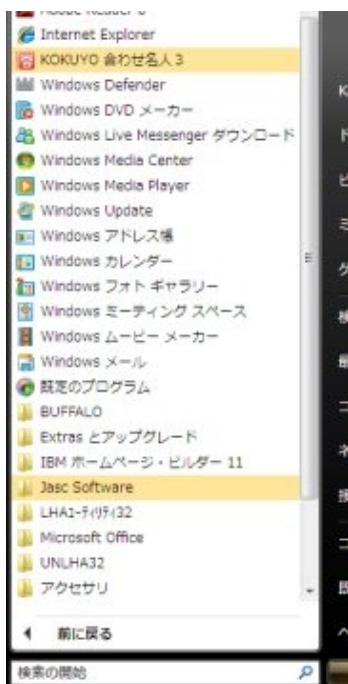 Internet Explorer
KOKUYO 合わせ名人3
Windows Defender
Windows DVD メーカー
Windows Live Messenger ダウンロード
Windows Media Center
Windows Media Player
Windows Update
Windows アドレス帳
Windows カレンダー
Windows フォト ギャラリー
Windows ミーティング スペース
Windows ムービー メーカー
Windows メール
既定のプログラム
BUFFALO
Extras とアップグレード
IBM ホームページ・ビルダー 11
Jasc Software
LHAユーティリティ32
Microsoft Office
UNLHA32
アクセサリ
前に戻る
検索の開始